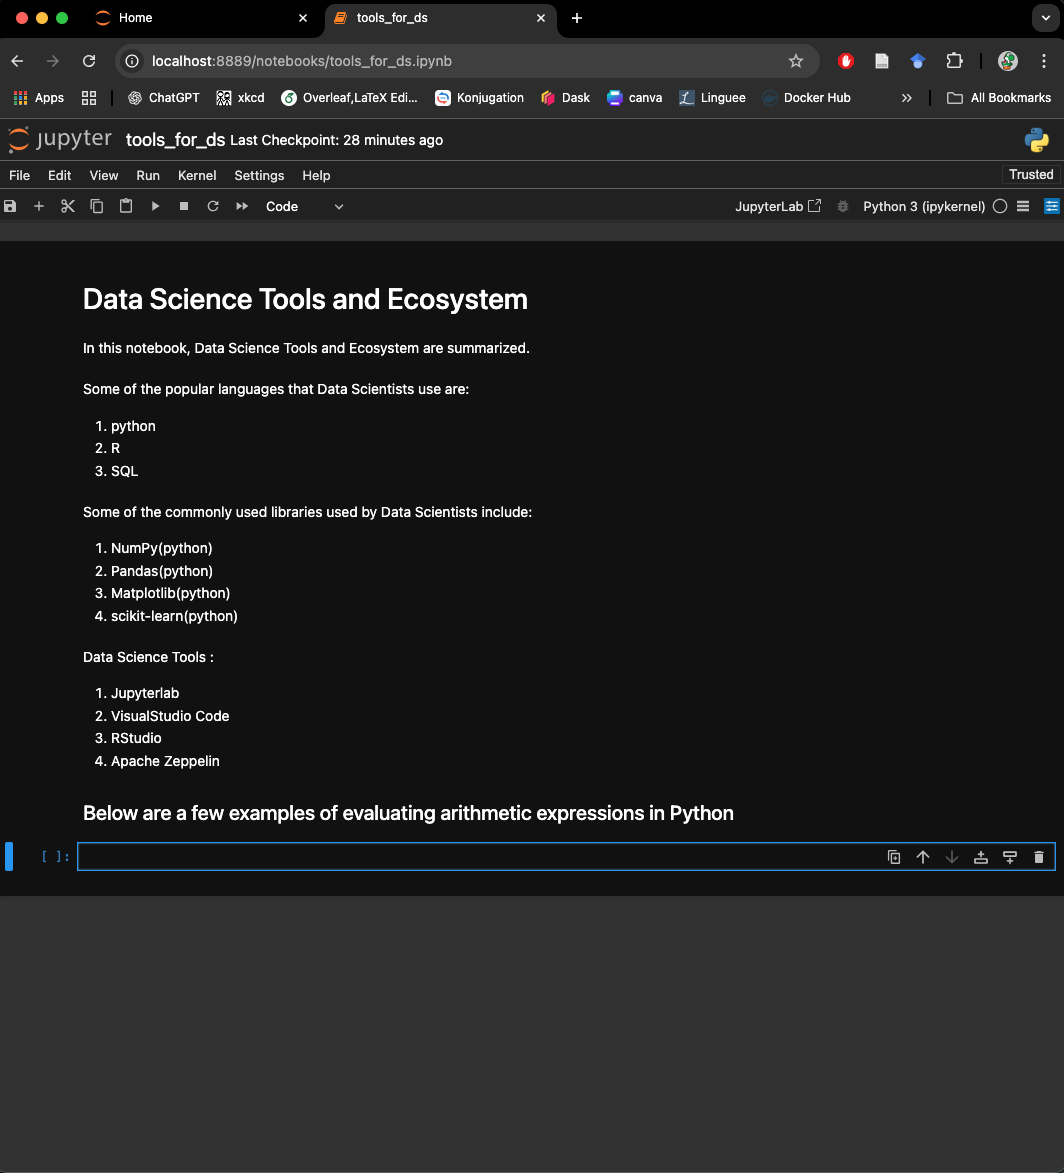 Home
tools_for_ds
localhost:8889/notebooks/tools_for_ds.ipynb
Apps ChatGPT xkcd Overleaf,LaTeX Edi... Konjugation Dask canva Linguee Docker Hub All Bookmarks
jupyter tools_for_ds Last Checkpoint: 28 minutes ago
File Edit View Run Kernel Settings Help Trusted
Code JupyterLab Python 3 (ipykernel)
Data Science Tools and Ecosystem
In this notebook, Data Science Tools and Ecosystem are summarized.
Some of the popular languages that Data Scientists use are:
1. python
2. R
3. SQL
Some of the commonly used libraries used by Data Scientists include:
1. NumPy(python)
2. Pandas(python)
3. Matplotlib(python)
4. scikit-learn(python)
Data Science Tools :
1. Jupyterlab
2. VisualStudio Code
3. RStudio
4. Apache Zeppelin
Below are a few examples of evaluating arithmetic expressions in Python
[ ]: